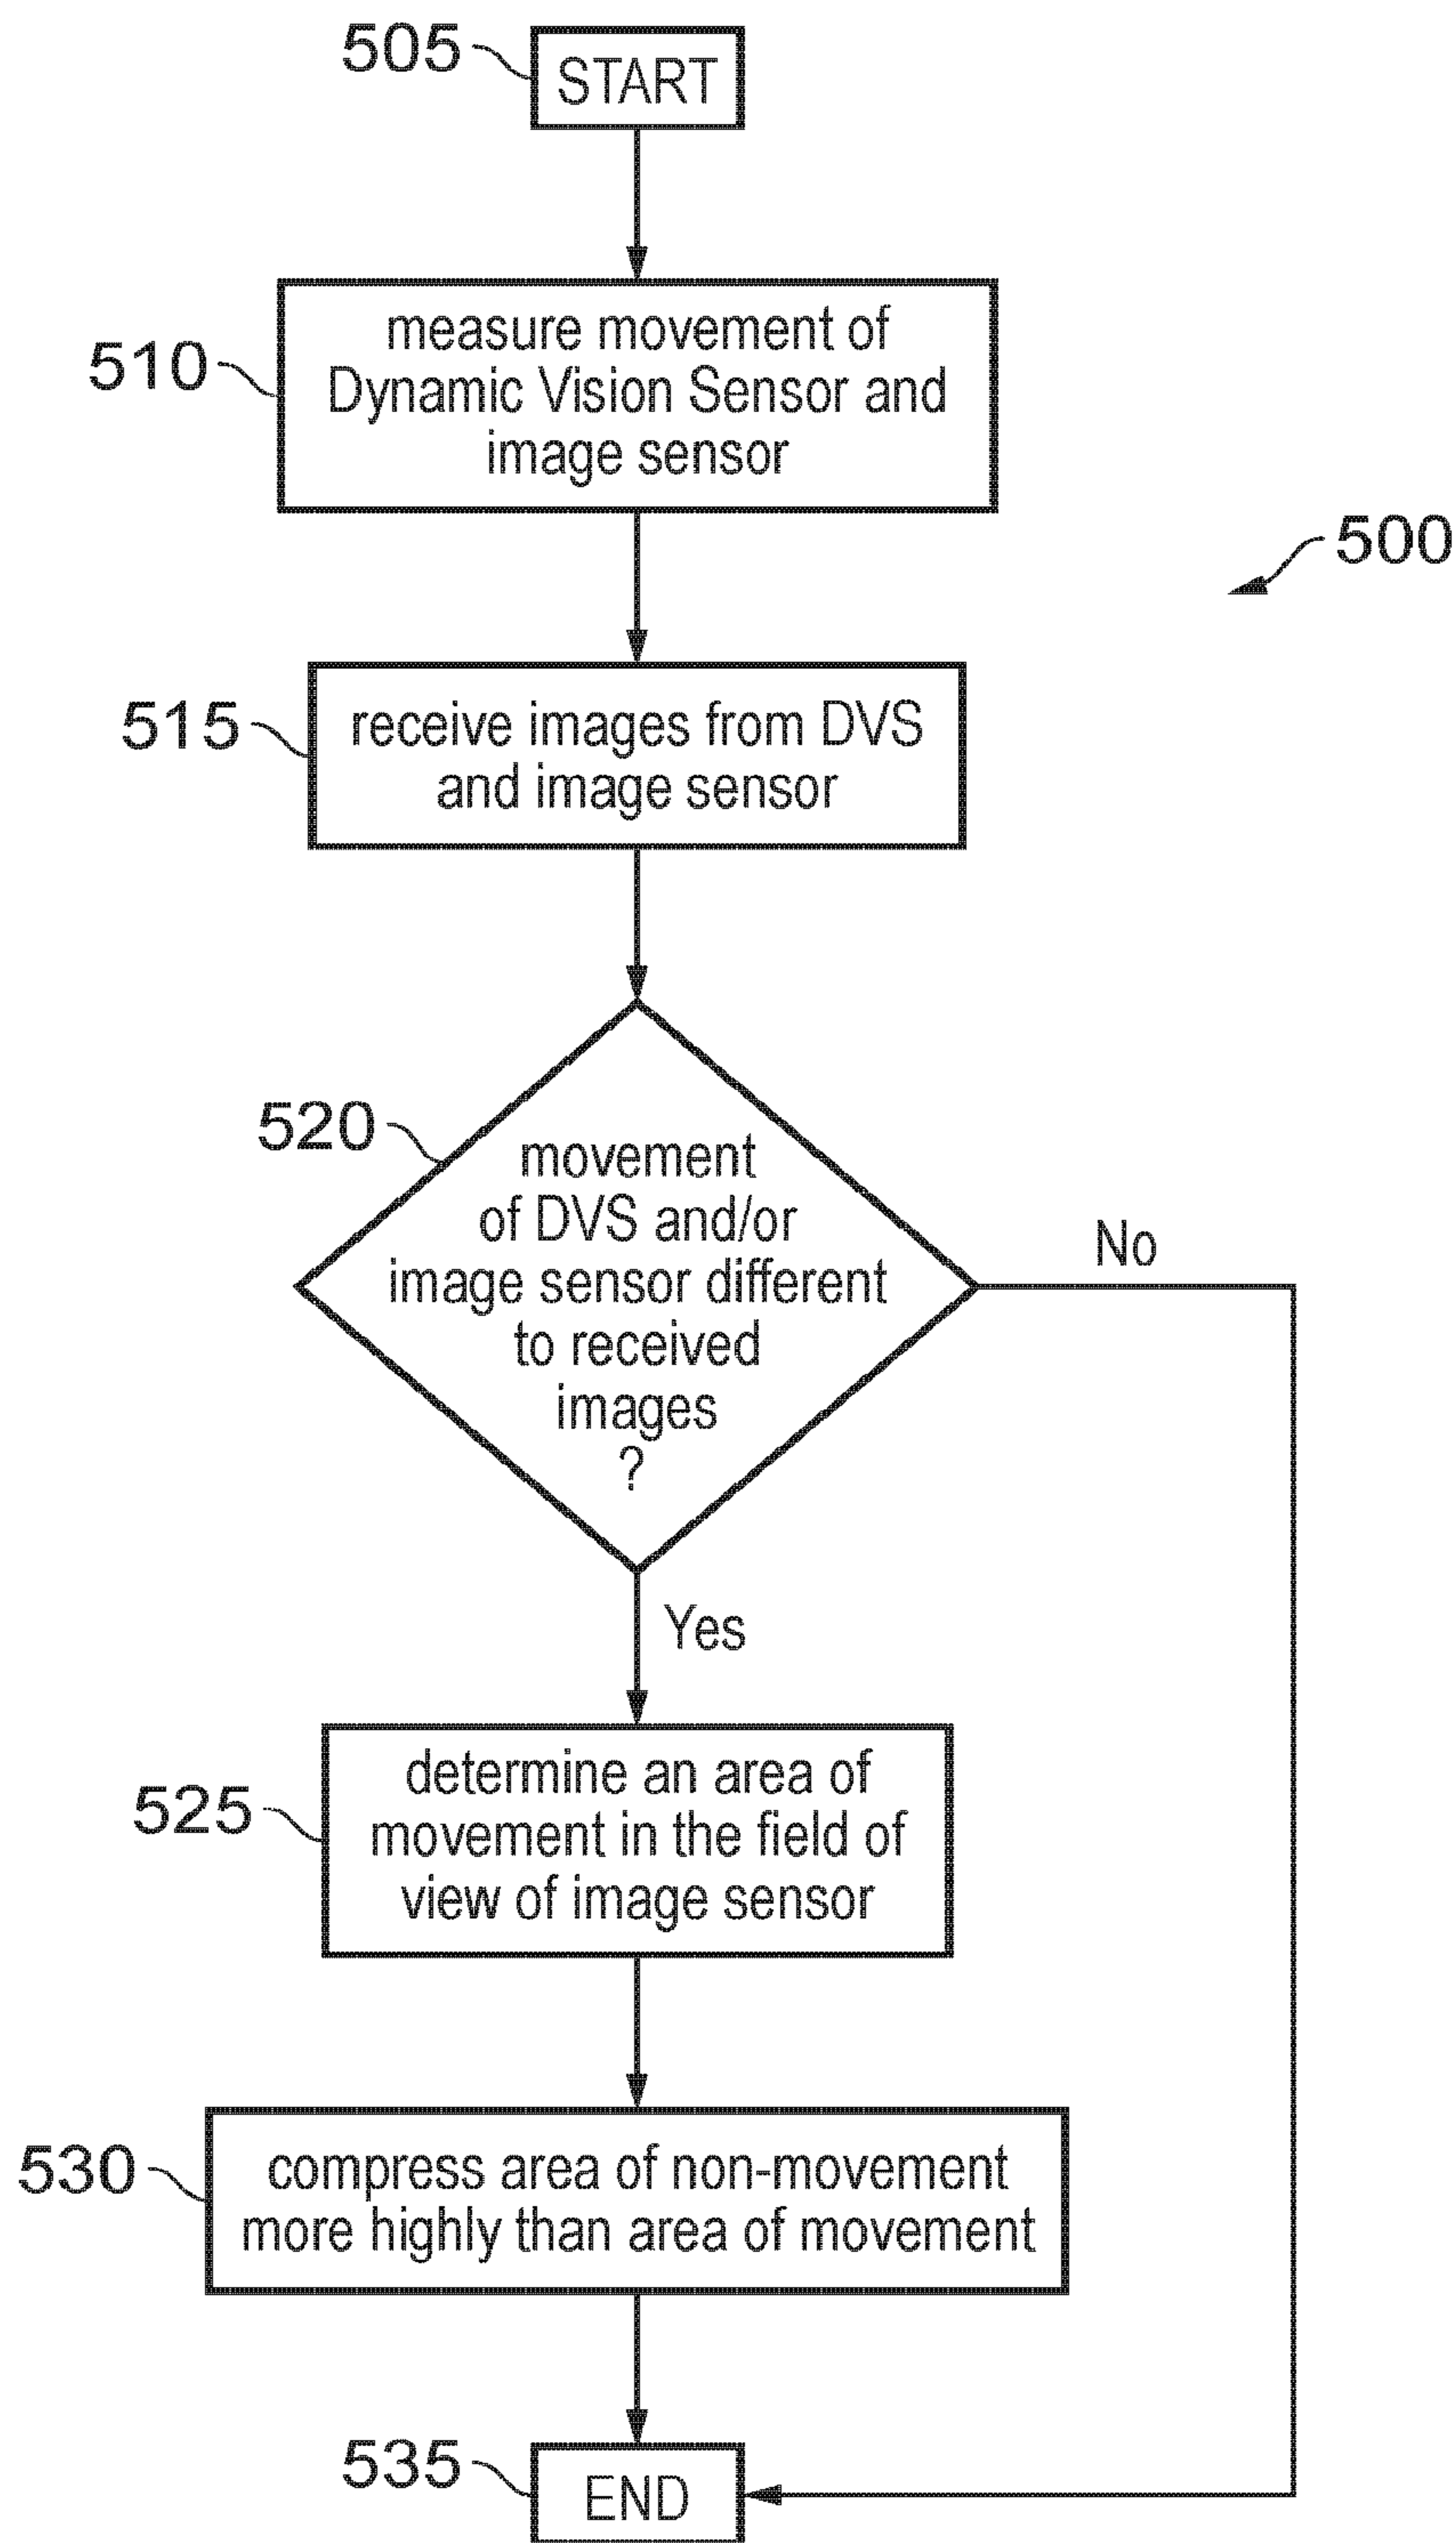 505
START
510
measure movement of
Dynamic Vision Sensor and
image sensor
500
515
receive images from DVS
and image sensor
520
movement
of DVS and/or
image sensor different
to received
images
?
No
Yes
525
determine an area of
movement in the field of
view of image sensor
530
compress area of non-movement
more highly than area of movement
535
END